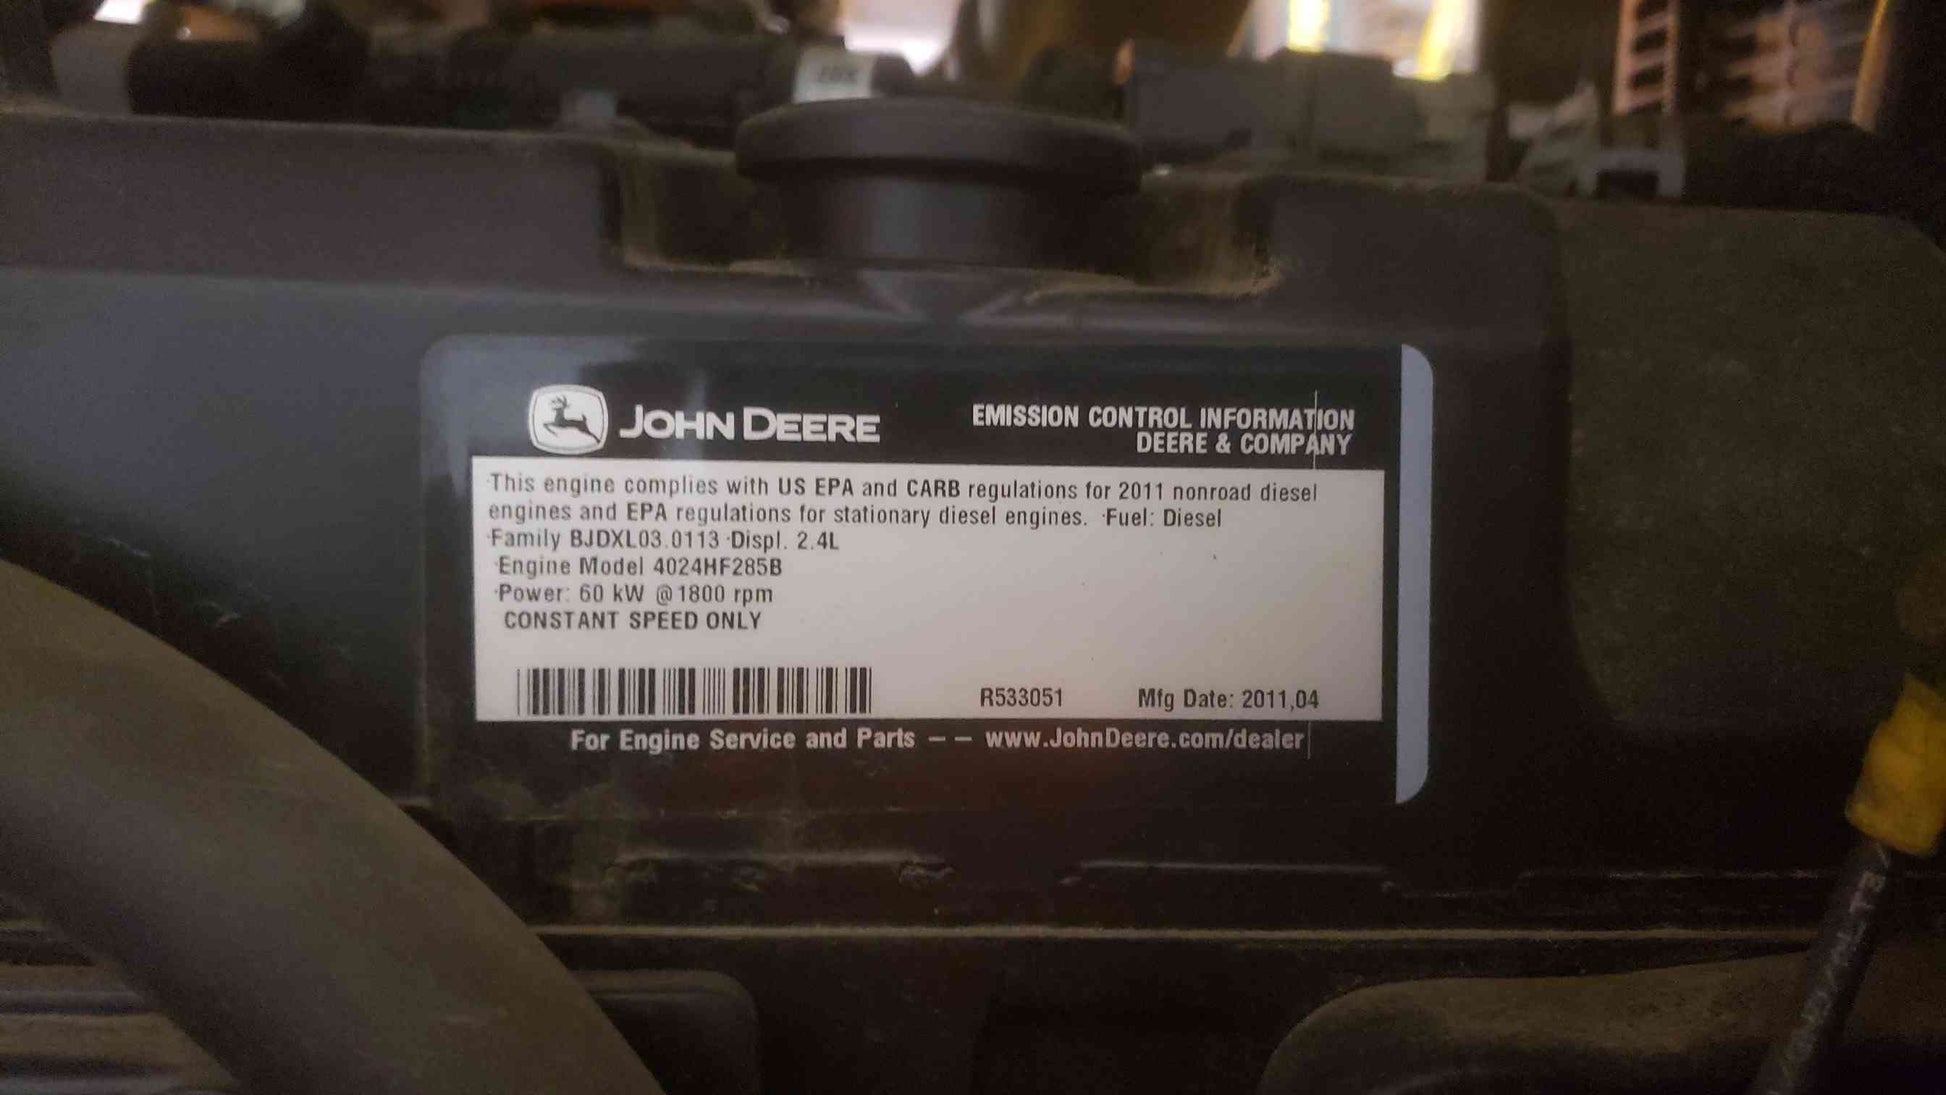 JOHN DEERE
EMISSION CONTROL INFORMATION
DEERE & COMPANY
·This engine complies with US EPA and CARB regulations for 2011 nonroad diesel
engines and EPA regulations for stationary diesel engines. ·Fuel: Diesel
·Family BJDXL03.0113 ·Displ. 2.4L
·Engine Model 4024HF285B
·Power: 60 kW @1800 rpm
CONSTANT SPEED ONLY
R533051 Mfg Date: 2011,04
For Engine Service and Parts – – www.JohnDeere.com/dealer